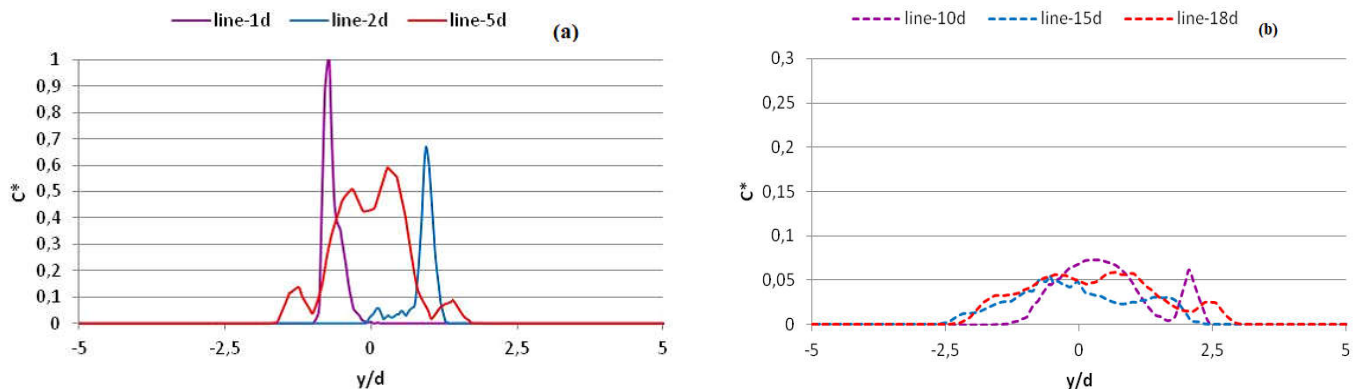 line-1d line-2d line-5d
(a)
C*
1
0,9
0,8
0,7
0,6
0,5
0,4
0,3
0,2
0,1
0
-5 -2,5 0 2,5 5
y/d
line-10d line-15d line-18d
(b)
C*
0,3
0,25
0,2
0,15
0,1
0,05
0
-5 -2,5 0 2,5 5
y/d